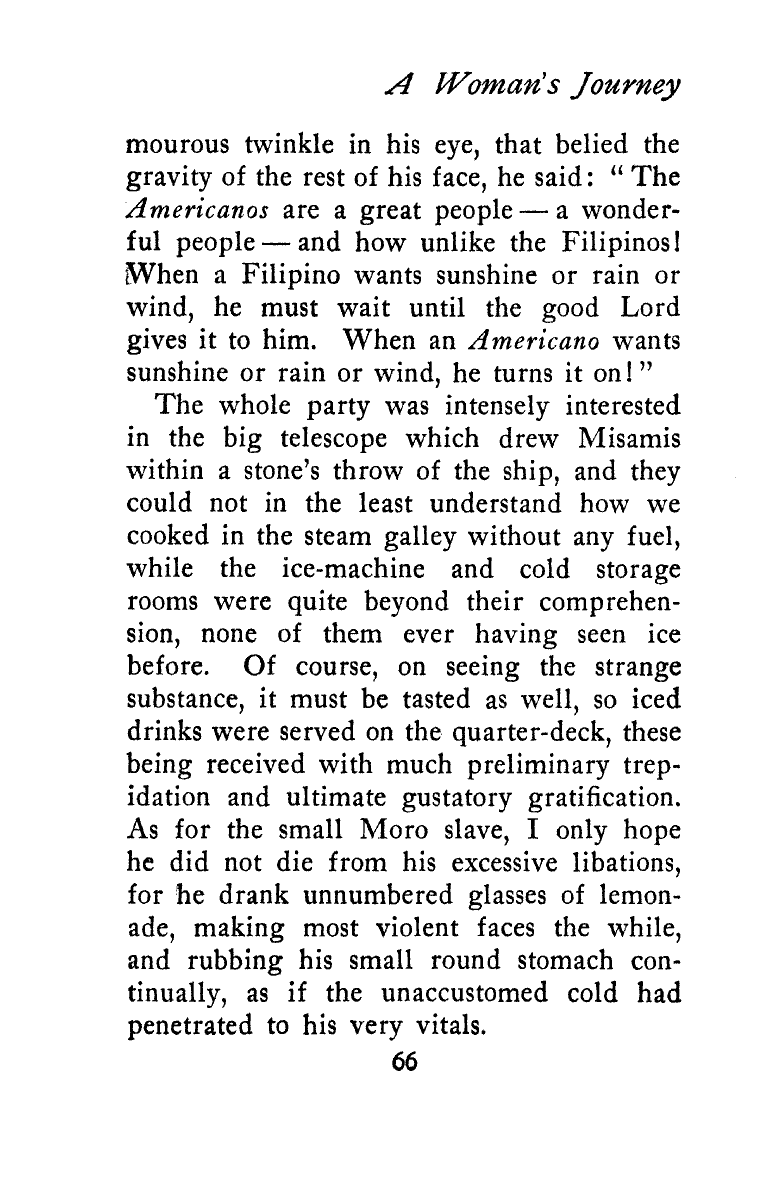 A Woman's Journey
mourous twinkle in his eye, that belied the
gravity of the rest of his face, he said: “ The
Americanos are a great people — a wonder-
ful people — and how unlike the Filipinos!
When a Filipino wants sunshine or rain or
wind, he must wait until the good Lord
gives it to him. When an Americano wants
sunshine or rain or wind, he turns it on! ”
The whole party was intensely interested
in the big telescope which drew Misamis
within a stone's throw of the ship, and they
could not in the least understand how we
cooked in the steam galley without any fuel,
while the ice-machine and cold storage
rooms were quite beyond their comprehen-
sion, none of them ever having seen ice
before. Of course, on seeing the strange
substance, it must be tasted as well, so iced
drinks were served on the quarter-deck, these
being received with much preliminary trep-
idation and ultimate gustatory gratification.
As for the small Moro slave, I only hope
he did not die from his excessive libations,
for he drank unnumbered glasses of lemon-
ade, making most violent faces the while,
and rubbing his small round stomach con-
tinually, as if the unaccustomed cold had
penetrated to his very vitals.
66